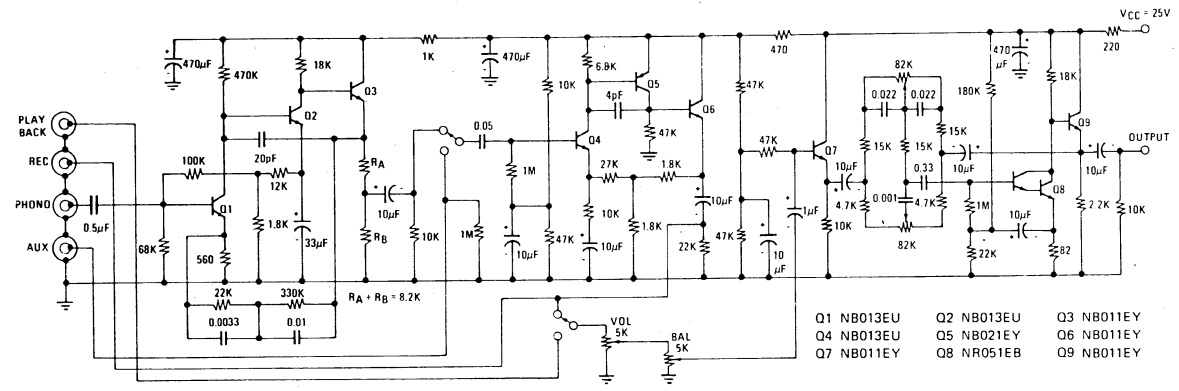 VCC = 25V
470µF
470K
18K
Q3
1K
470µF
10K
6.8K
Q5
4pF
Q6
47K
470
47K
82K
0.022
0.022
180K
470
µF
220
18K
Q9
PLAY
BACK
REC
PHONO
AUX
0.5µF
100K
20pF
Q2
12K
Q1
68K
1.8K
33µF
560
22K
330K
0.0033
0.01
RA
RB
10µF
10K
RA + RB = 8.2K
0.05
1M
1M
10µF
47K
Q4
27K
1.8K
10K
10µF
1.8K
10µF
22K
47K
47K
10
µF
1µF
Q7
10µF
10K
4.7K
15K
15K
15K
0.33
0.001
4.7K
82K
10µF
1M
22K
10µF
Q8
82
2.2K
10µF
OUTPUT
10K
VOL
5K
BAL
5K
Q1 NB013EU Q2 NB013EU Q3 NB011EY
Q4 NB013EU Q5 NB021EY Q6 NB011EY
Q7 NB011EY Q8 NR051EB Q9 NB011EY